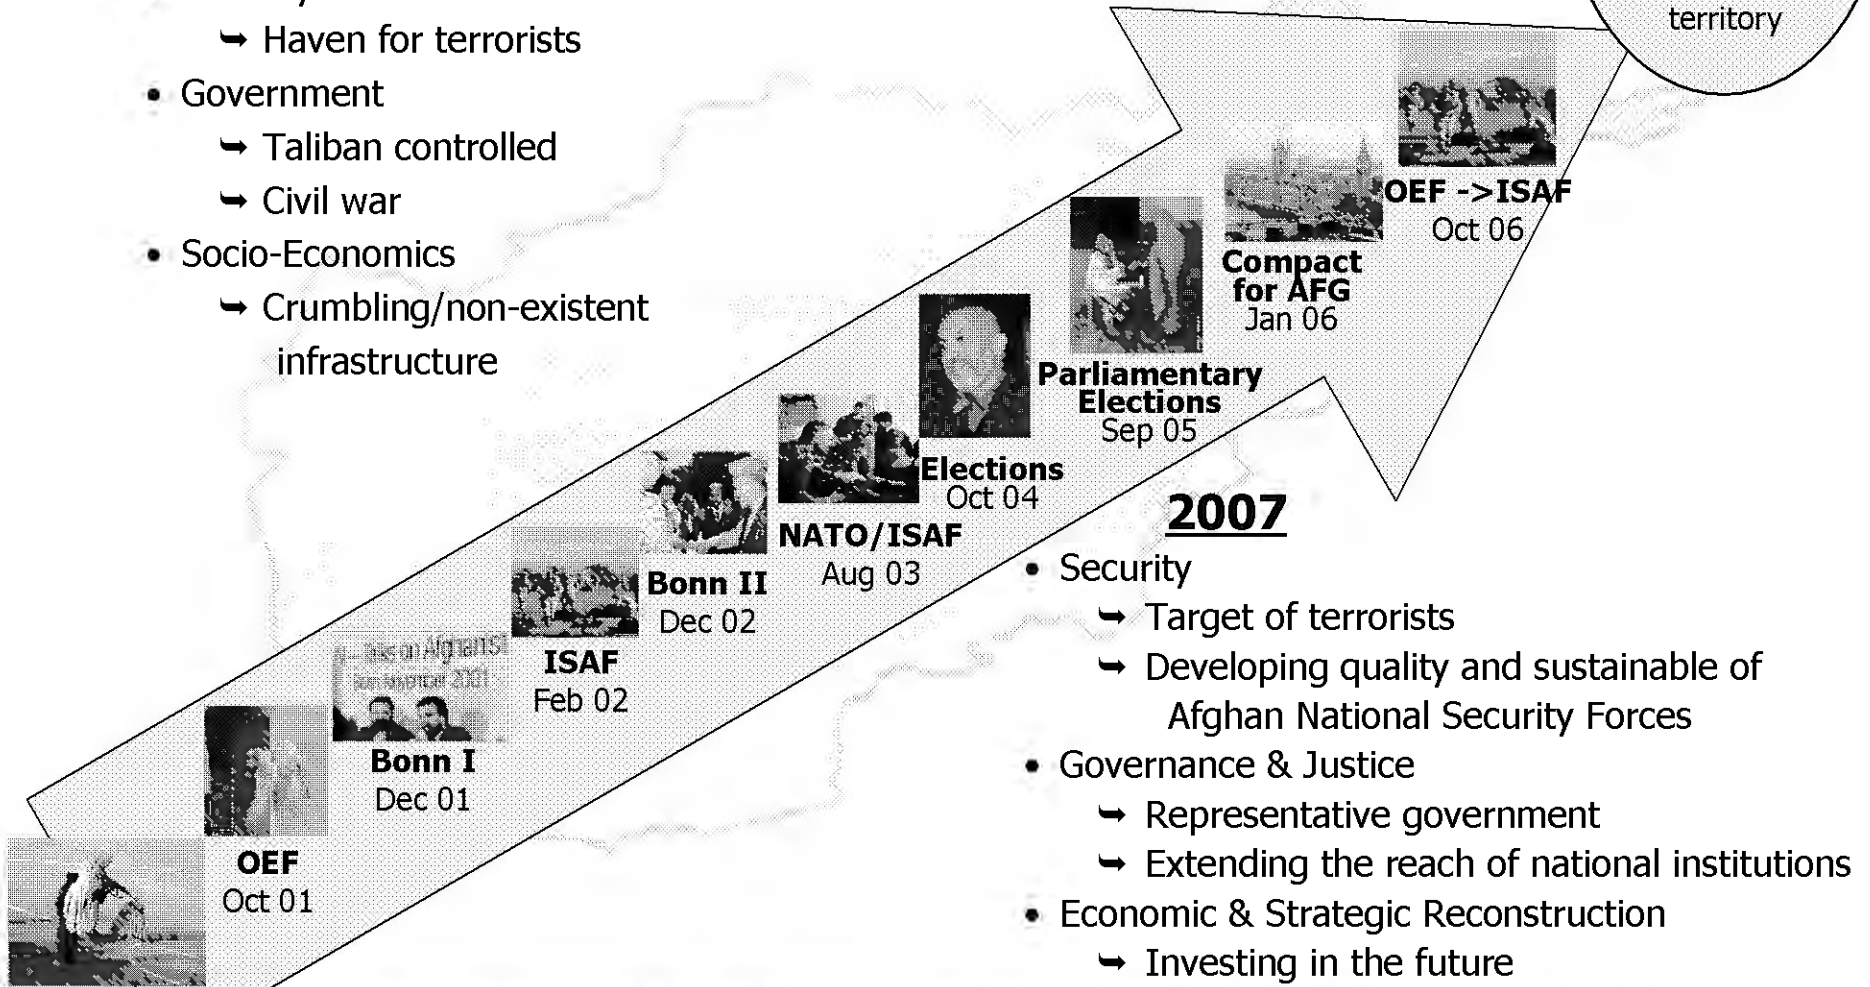 territory
➥ Haven for terrorists
• Government
➥ Taliban controlled
➥ Civil war
• Socio-Economics
➥ Crumbling/non-existent
infrastructure
OEF ->ISAF
Oct 06
Compact
for AFG
Jan 06
Parliamentary
Elections
Sep 05
Elections
Oct 04
NATO/ISAF
Aug 03
Bonn II
Dec 02
ISAF
Feb 02
on Afghanist
2001
Bonn I
Dec 01
OEF
Oct 01
2007
• Security
➥ Target of terrorists
➥ Developing quality and sustainable of
Afghan National Security Forces
• Governance & Justice
➥ Representative government
➥ Extending the reach of national institutions
• Economic & Strategic Reconstruction
➥ Investing in the future